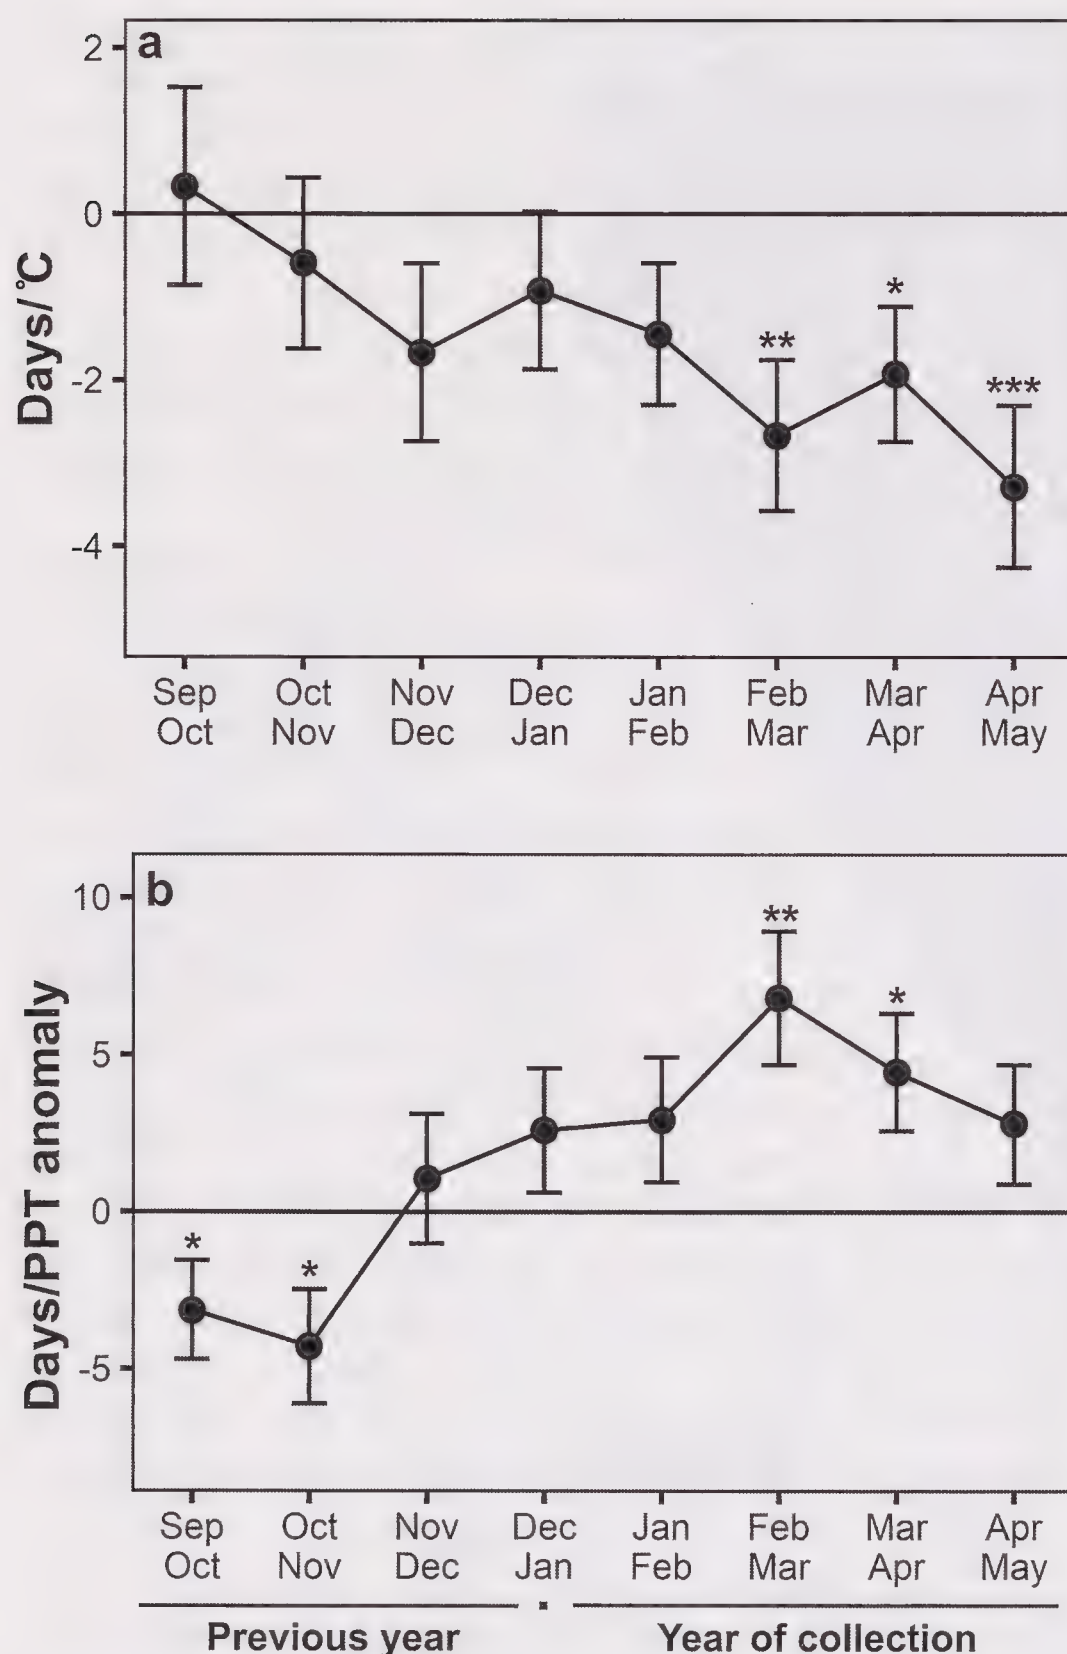 a
2
0
-2
-4
Days/°C
*
**
***
Sep Oct Nov Dec Jan Feb Mar Apr
Oct Nov Dec Jan Feb Mar Apr May
b
10
5
0
-5
Days/PPT anomaly
**
*
*
*
Sep Oct Nov Dec Jan Feb Mar Apr
Oct Nov Dec Jan Feb Mar Apr May
Previous year Year of collection